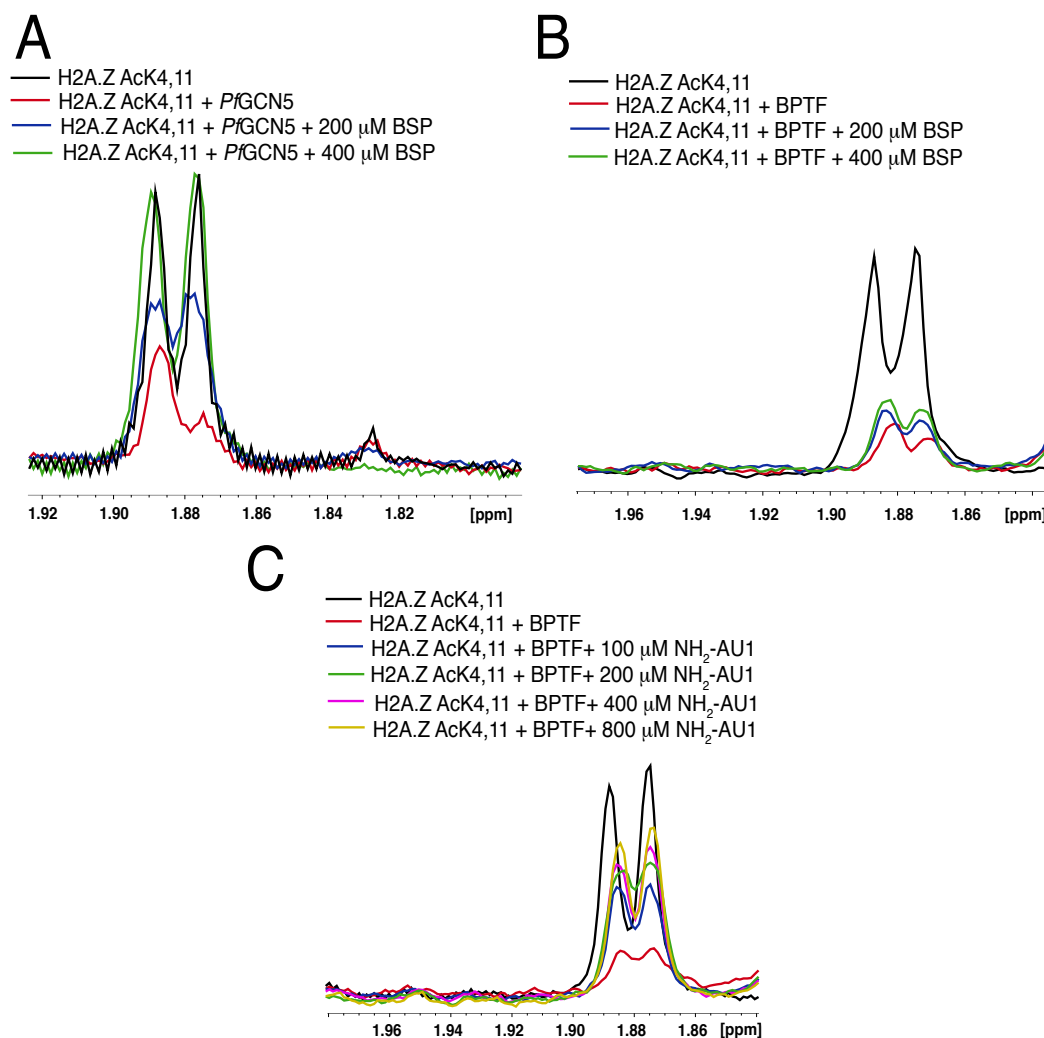 A
H2A.Z AcK4,11
H2A.Z AcK4,11 + PfGCN5
H2A.Z AcK4,11 + PfGCN5 + 200 μM BSP
H2A.Z AcK4,11 + PfGCN5 + 400 μM BSP
1.92 1.90 1.88 1.86 1.84 1.82 [ppm]
B
H2A.Z AcK4,11
H2A.Z AcK4,11 + BPTF
H2A.Z AcK4,11 + BPTF + 200 μM BSP
H2A.Z AcK4,11 + BPTF + 400 μM BSP
1.96 1.94 1.92 1.90 1.88 1.86 [ppm]
C
H2A.Z AcK4,11
H2A.Z AcK4,11 + BPTF
H2A.Z AcK4,11 + BPTF+ 100 μM NH₂-AU1
H2A.Z AcK4,11 + BPTF+ 200 μM NH₂-AU1
H2A.Z AcK4,11 + BPTF+ 400 μM NH₂-AU1
H2A.Z AcK4,11 + BPTF+ 800 μM NH₂-AU1
1.96 1.94 1.92 1.90 1.88 1.86 [ppm]